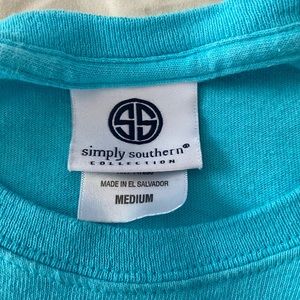 SS
simply southern®
COLLECTION
MADE IN EL SALVADOR
MEDIUM